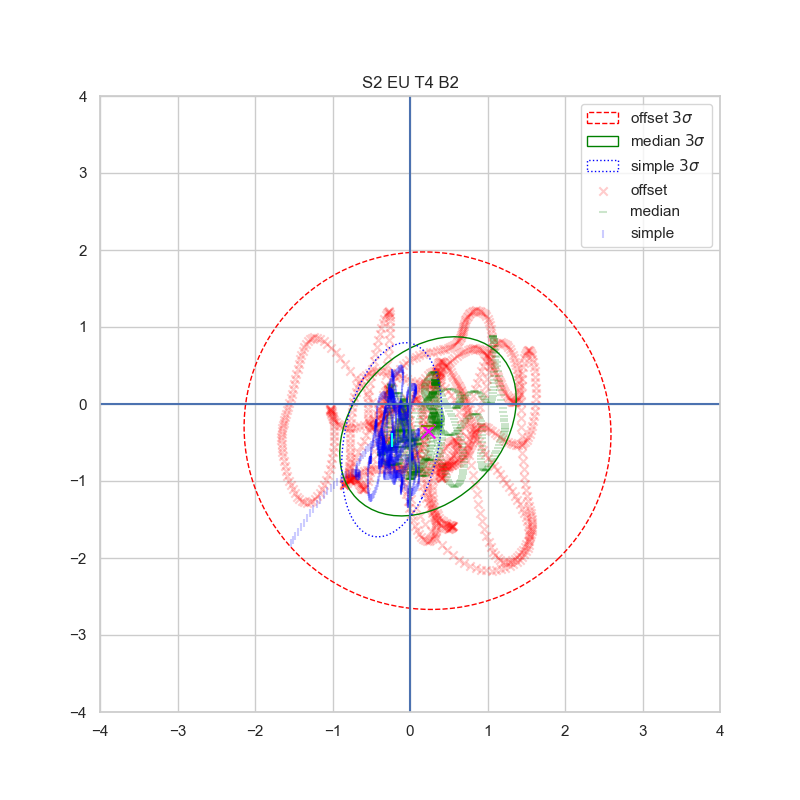 S2 EU T4 B2
4
3
2
1
0
−1
−2
−3
−4
−4
−3
−2
−1
0
1
2
3
4
offset 3σ
median 3σ
simple 3σ
offset
median
simple